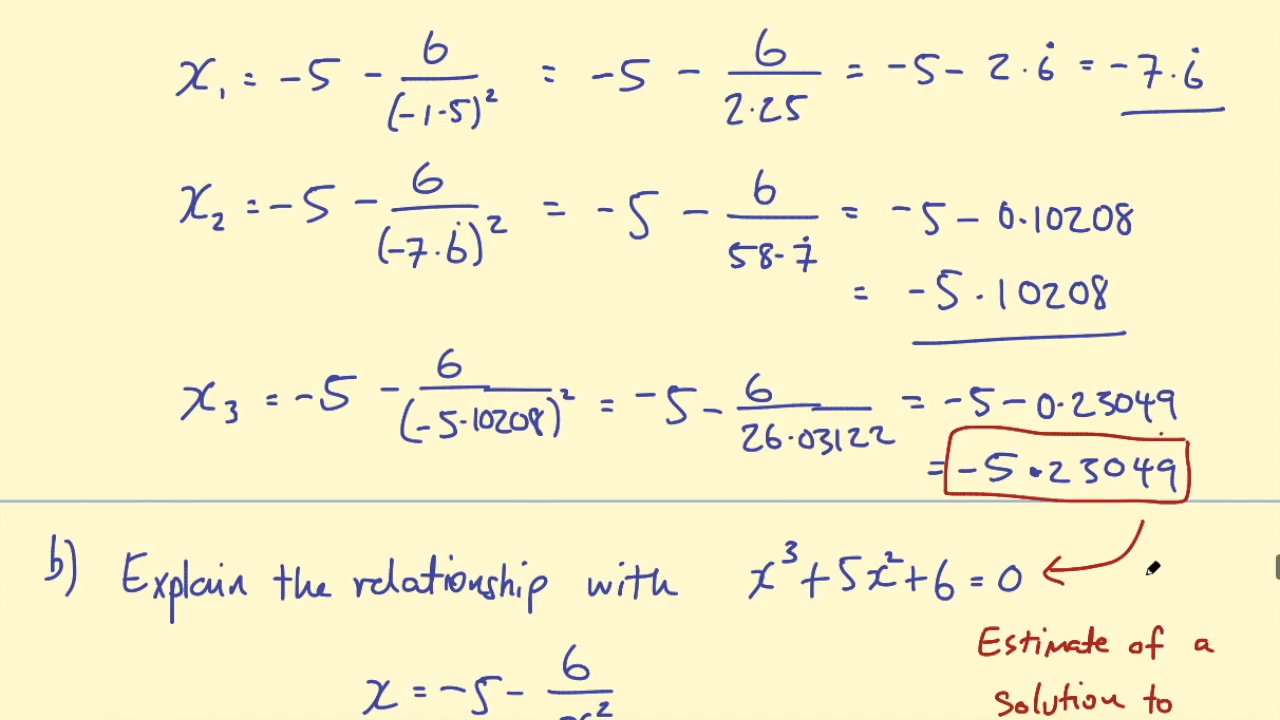 x₁ = -5 - 6/(-1·5)² = -5 - 6/2·25 = -5 - 2·6̇ = -7·6̇
x₂ = -5 - 6/(-7·6̇)² = -5 - 6/58·7̇ = -5 - 0·10208
= -5·10208
x₃ = -5 - 6/(-5·10208)² = -5 - 6/26·03122 = -5 - 0·23049
= -5·23049
b) Explain the relationship with x³ + 5x² + 6 = 0
Estimate of a
x = -5 - 6/x²
solution to